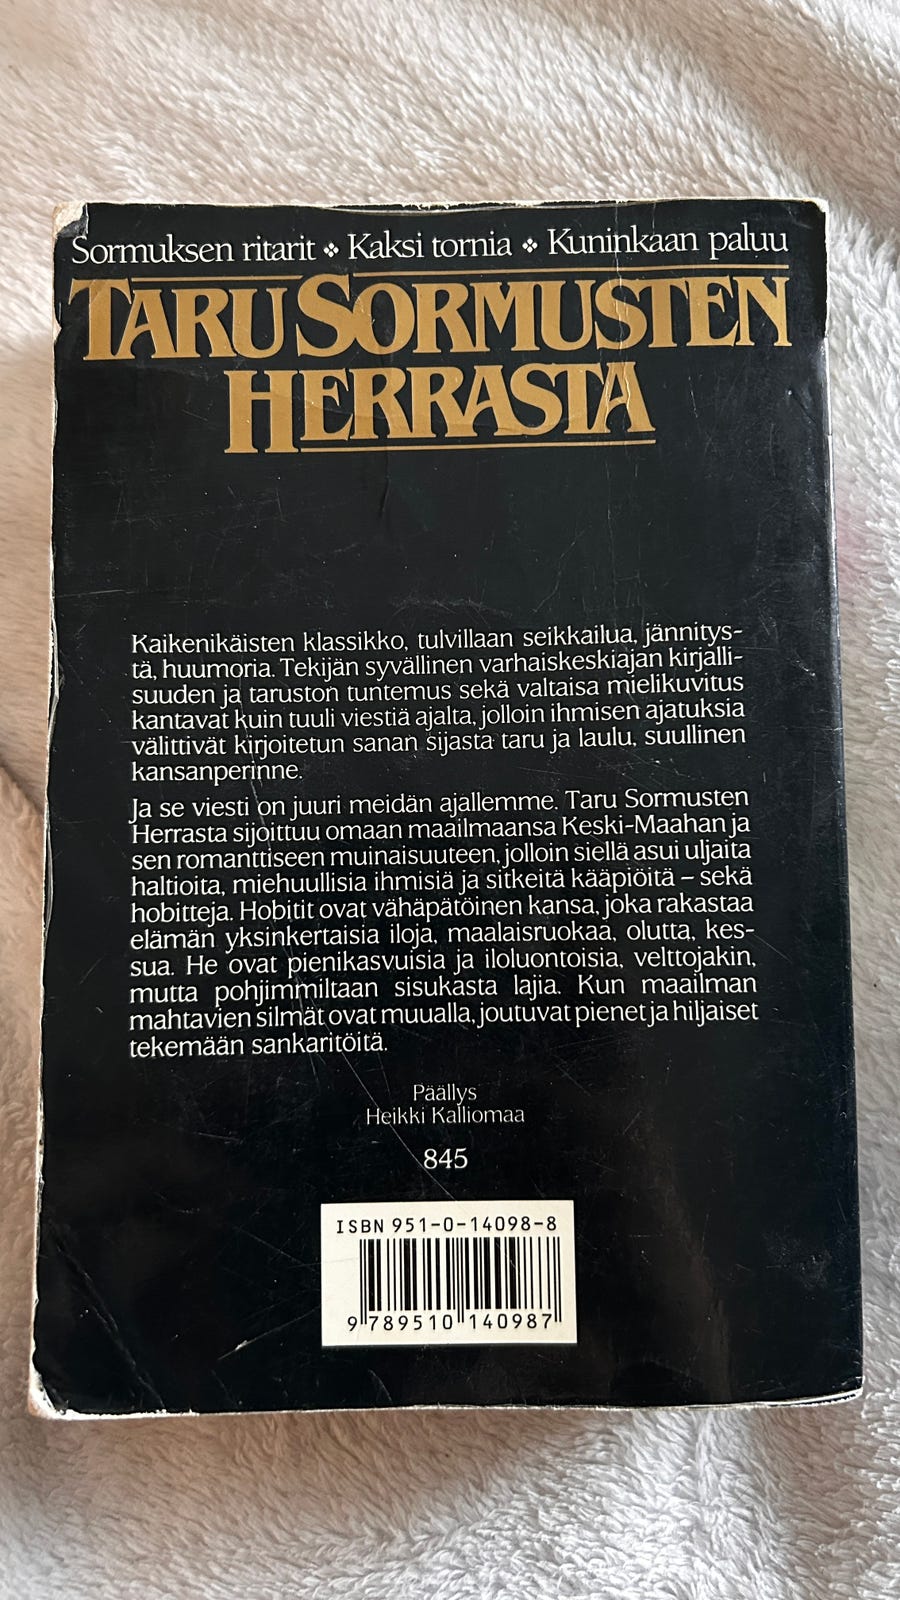 Sormuksen ritarit ❖ Kaksi tornia ❖ Kuninkaan paluu
TARU SORMUSTEN
HERRASTA
Kaikenikäisten klassikko, tulvillaan seikkailua, jännitys-
tä, huumoria. Tekijän syvällinen varhaiskeskiajan kirjalli-
suuden ja taruston tuntemus sekä valtaisa mielikuvitus
kantavat kuin tuuli viestiä ajalta, jolloin ihmisen ajatuksia
välittivät kirjoitetun sanan sijasta taru ja laulu, suullinen
kansanperinne.
Ja se viesti on juuri meidän ajallemme. Taru Sormusten
Herrasta sijoittuu omaan maailmaansa Keski-Maahan ja
sen romanttiseen muinaisuuteen, jolloin siellä asui uljaita
haltioita, miehuullisia ihmisiä ja sitkeitä kääpiöitä – sekä
hobitteja. Hobitit ovat vähäpätöinen kansa, joka rakastaa
elämän yksinkertaisia iloja, maalaisruokaa, olutta, kes-
sua. He ovat pienikasvuisia ja iloluontoisia, velttojakin,
mutta pohjimmiltaan sisukasta lajia. Kun maailman
mahtavien silmät ovat muualla, joutuvat pienet ja hiljaiset
tekemään sankaritöitä.
Päällys
Heikki Kalliomaa
845
ISBN 951-0-14098-8
9 789510 140987